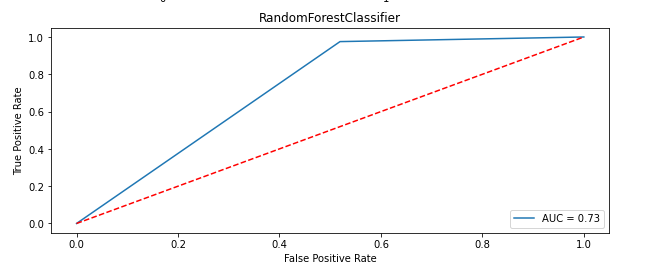 RandomForestClassifier
True Positive Rate
1.0
0.8
0.6
0.4
0.2
0.0
AUC = 0.73
0.0 0.2 0.4 0.6 0.8 1.0
False Positive Rate